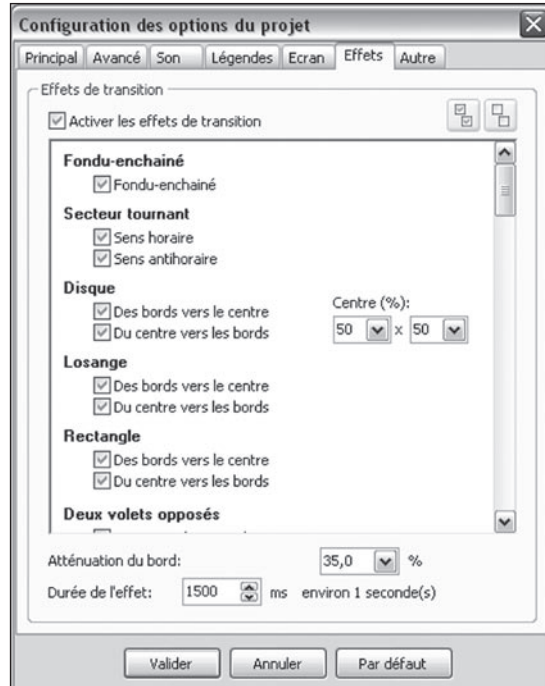 Configuration des options du projet
Principal Avancé Son Légendes Ecran Effets Autre
Effets de transition
Activer les effets de transition
Fondu-enchainé
Fondu-enchainé
Secteur tournant
Sens horaire
Sens antihoraire
Disque
Des bords vers le centre
Du centre vers les bords
Centre (%):
50 x 50
Losange
Des bords vers le centre
Du centre vers les bords
Rectangle
Des bords vers le centre
Du centre vers les bords
Deux volets opposés
Atténuation du bord: 35,0 %
Durée de l'effet: 1500 ms environ 1 seconde(s)
Valider Annuler Par défaut